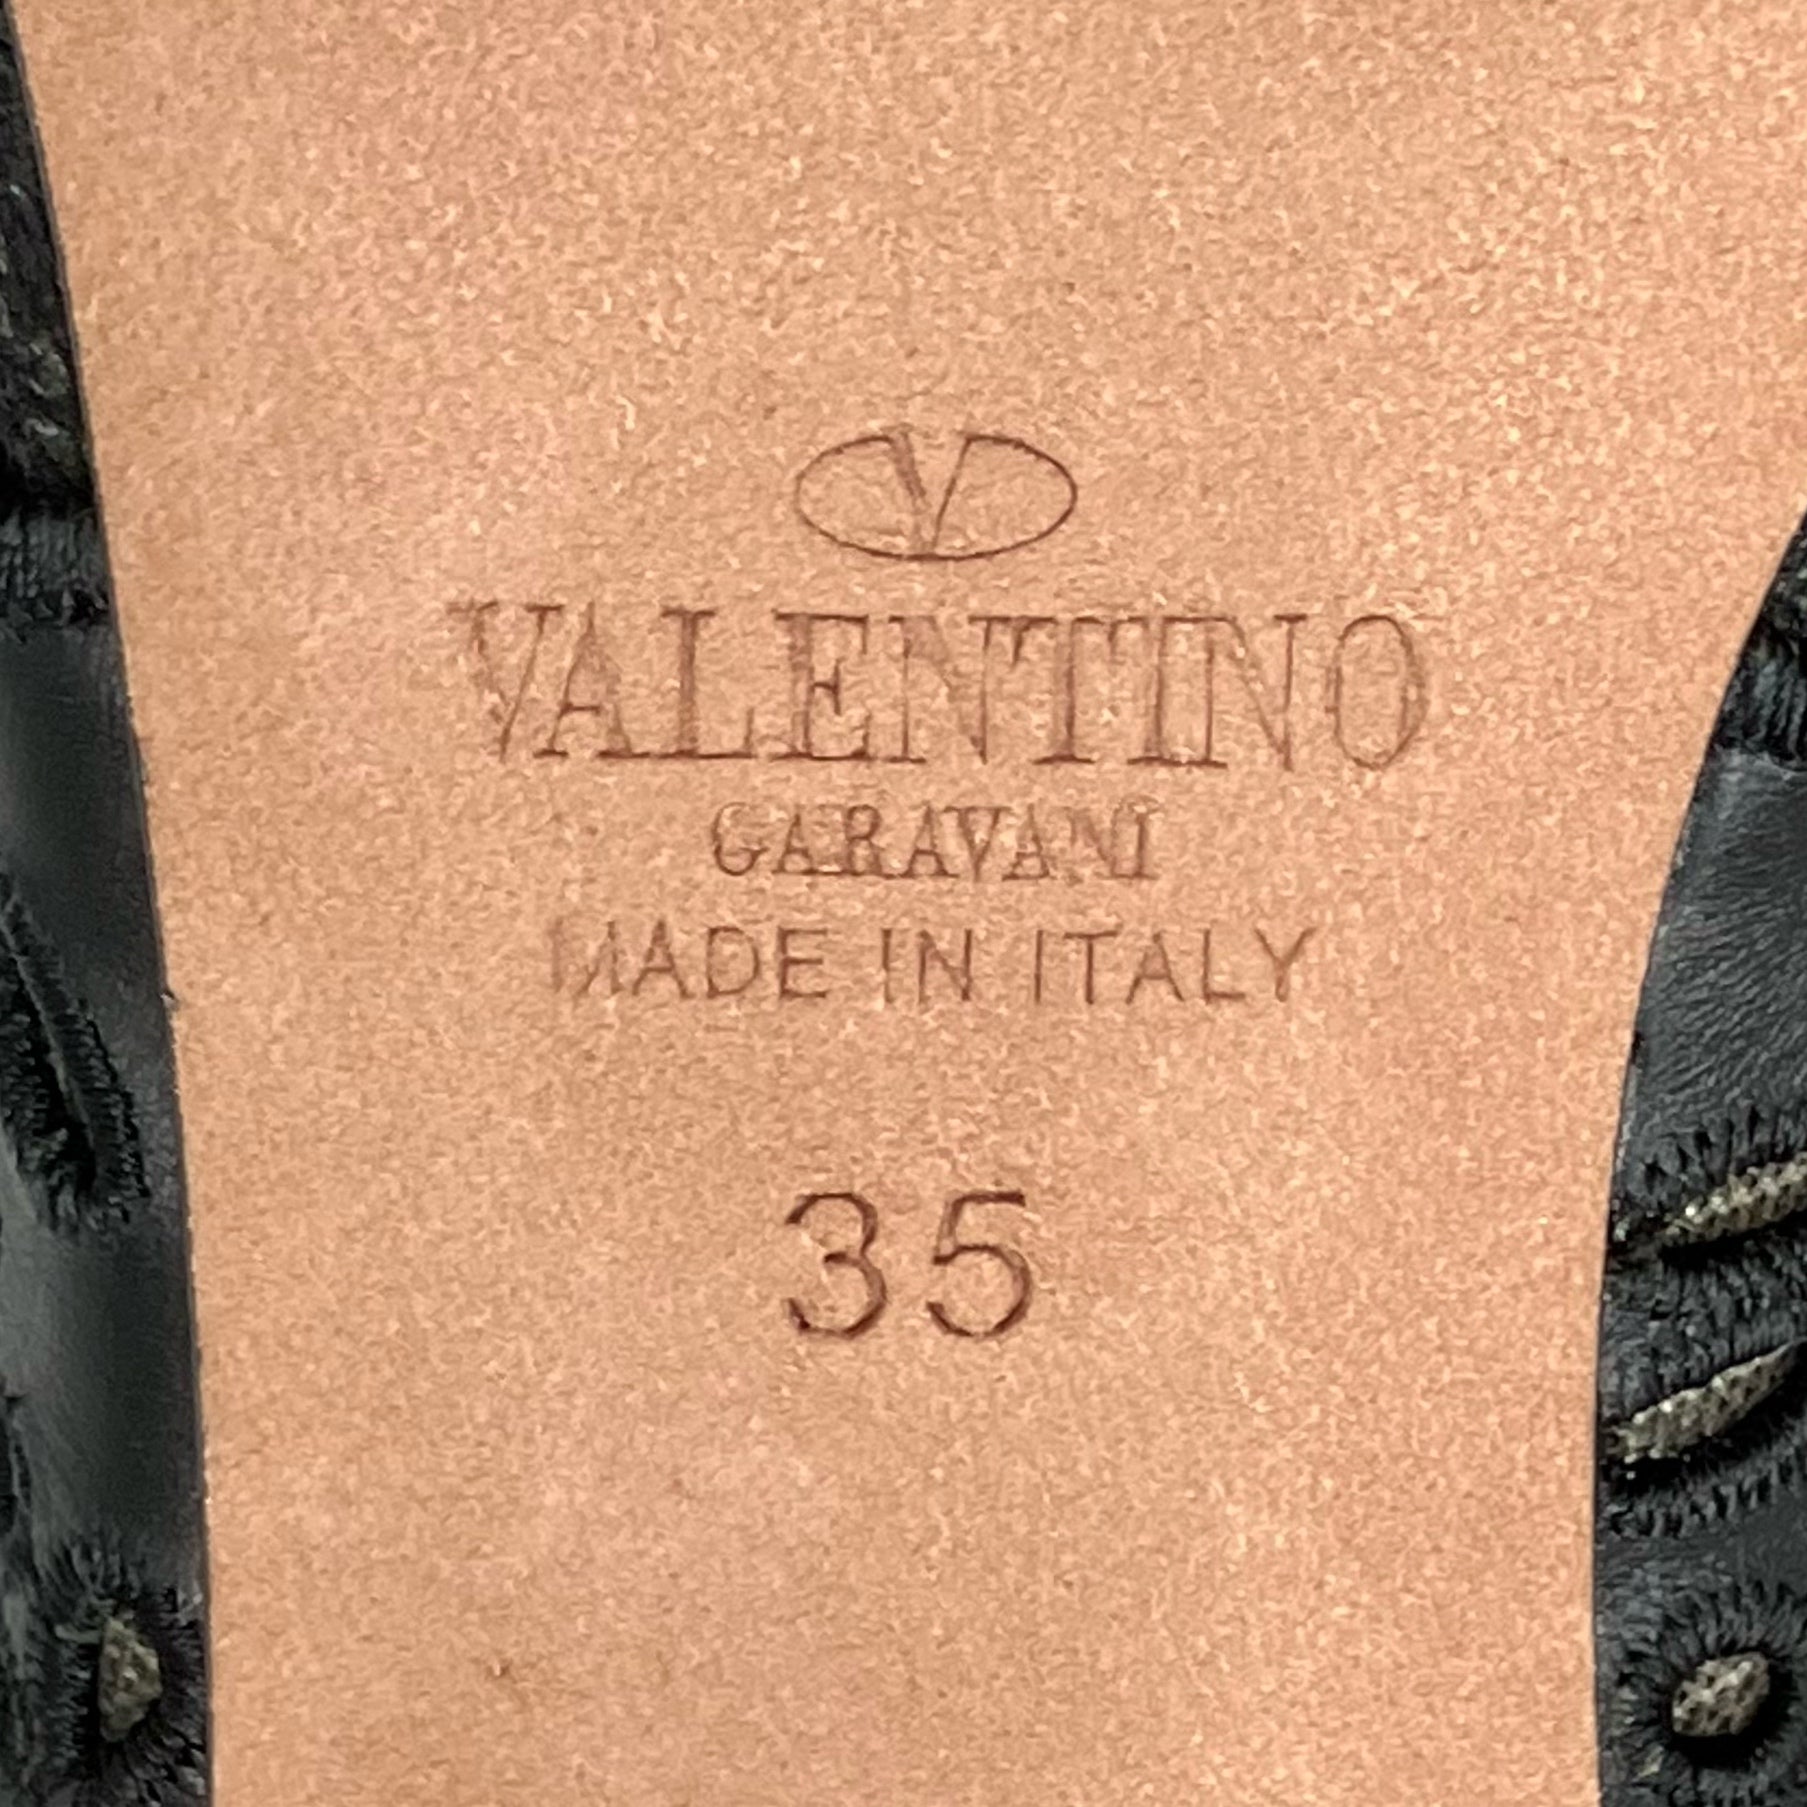 V
VALENTINO
GARAVANI
MADE IN ITALY
35